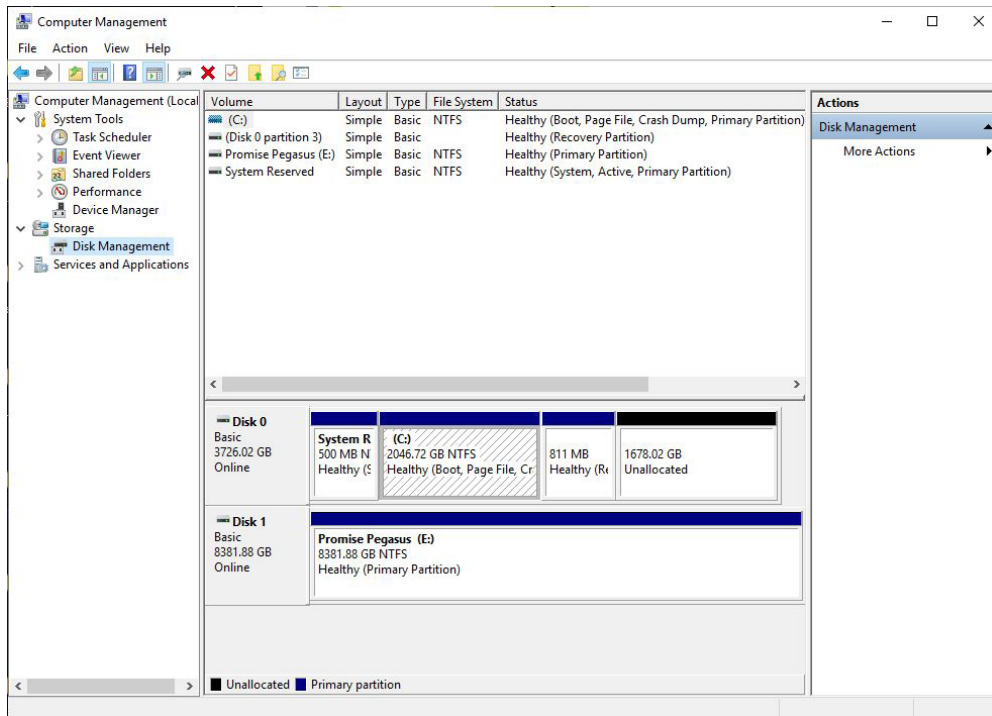 Computer Management
File Action View Help
Computer Management (Local
System Tools
Task Scheduler
Event Viewer
Shared Folders
Performance
Device Manager
Storage
Disk Management
Services and Applications
Volume Layout Type File System Status
(C:) Simple Basic NTFS Healthy (Boot, Page File, Crash Dump, Primary Partition)
(Disk 0 partition 3) Simple Basic Healthy (Recovery Partition)
Promise Pegasus (E:) Simple Basic NTFS Healthy (Primary Partition)
System Reserved Simple Basic NTFS Healthy (System, Active, Primary Partition)
Disk 0
Basic
3726.02 GB
Online
System R
500 MB N
Healthy (S
(C:)
2046.72 GB NTFS
Healthy (Boot, Page File, Cr
811 MB
Healthy (Re
1678.02 GB
Unallocated
Disk 1
Basic
8381.88 GB
Online
Promise Pegasus (E:)
8381.88 GB NTFS
Healthy (Primary Partition)
Unallocated Primary partition
Actions
Disk Management
More Actions